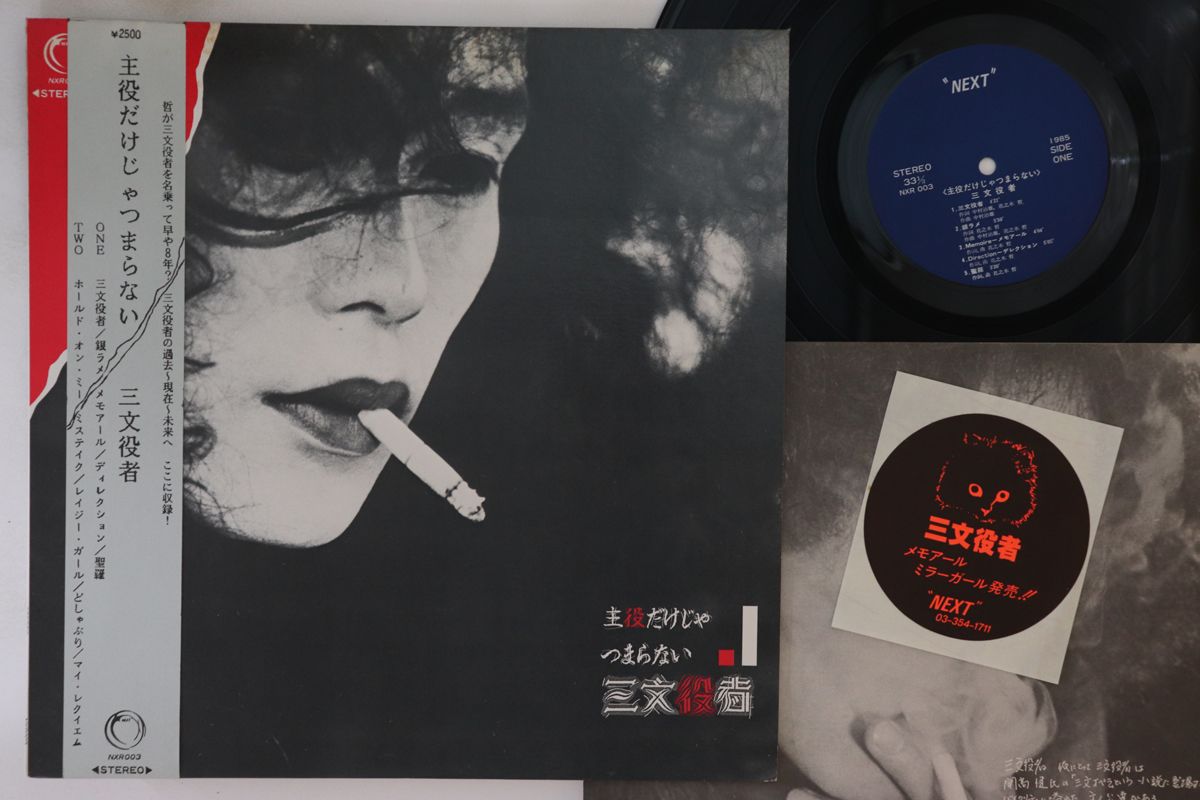 ¥2500
主役だけじゃつまらない 三文役者
哲が三文役者を名乗って早や8年? 三文役者の過去~現在~未来へ ここに収録!
ONE 三文役者/銀ラメ/メモアール/ディレクション/聖羅
TWO ホールド・オン・ミー/ミステイク/レイジー・ガール/どしゃぶり/マイ・レクイエム
NXR003
◀STEREO▶
主役だけじゃ
つまらない
三文役者
"NEXT"
1985
SIDE
ONE
STEREO
33⅓
NXR 003
〈主役だけじゃつまらない〉
三文役者
1.三文役者
2.銀ラメ
3.Memoire-メモアール
4.Direction-デレクション
5.聖羅
三文役者
メモアール
ミラーガール発売!!
"NEXT"
03-354-1711